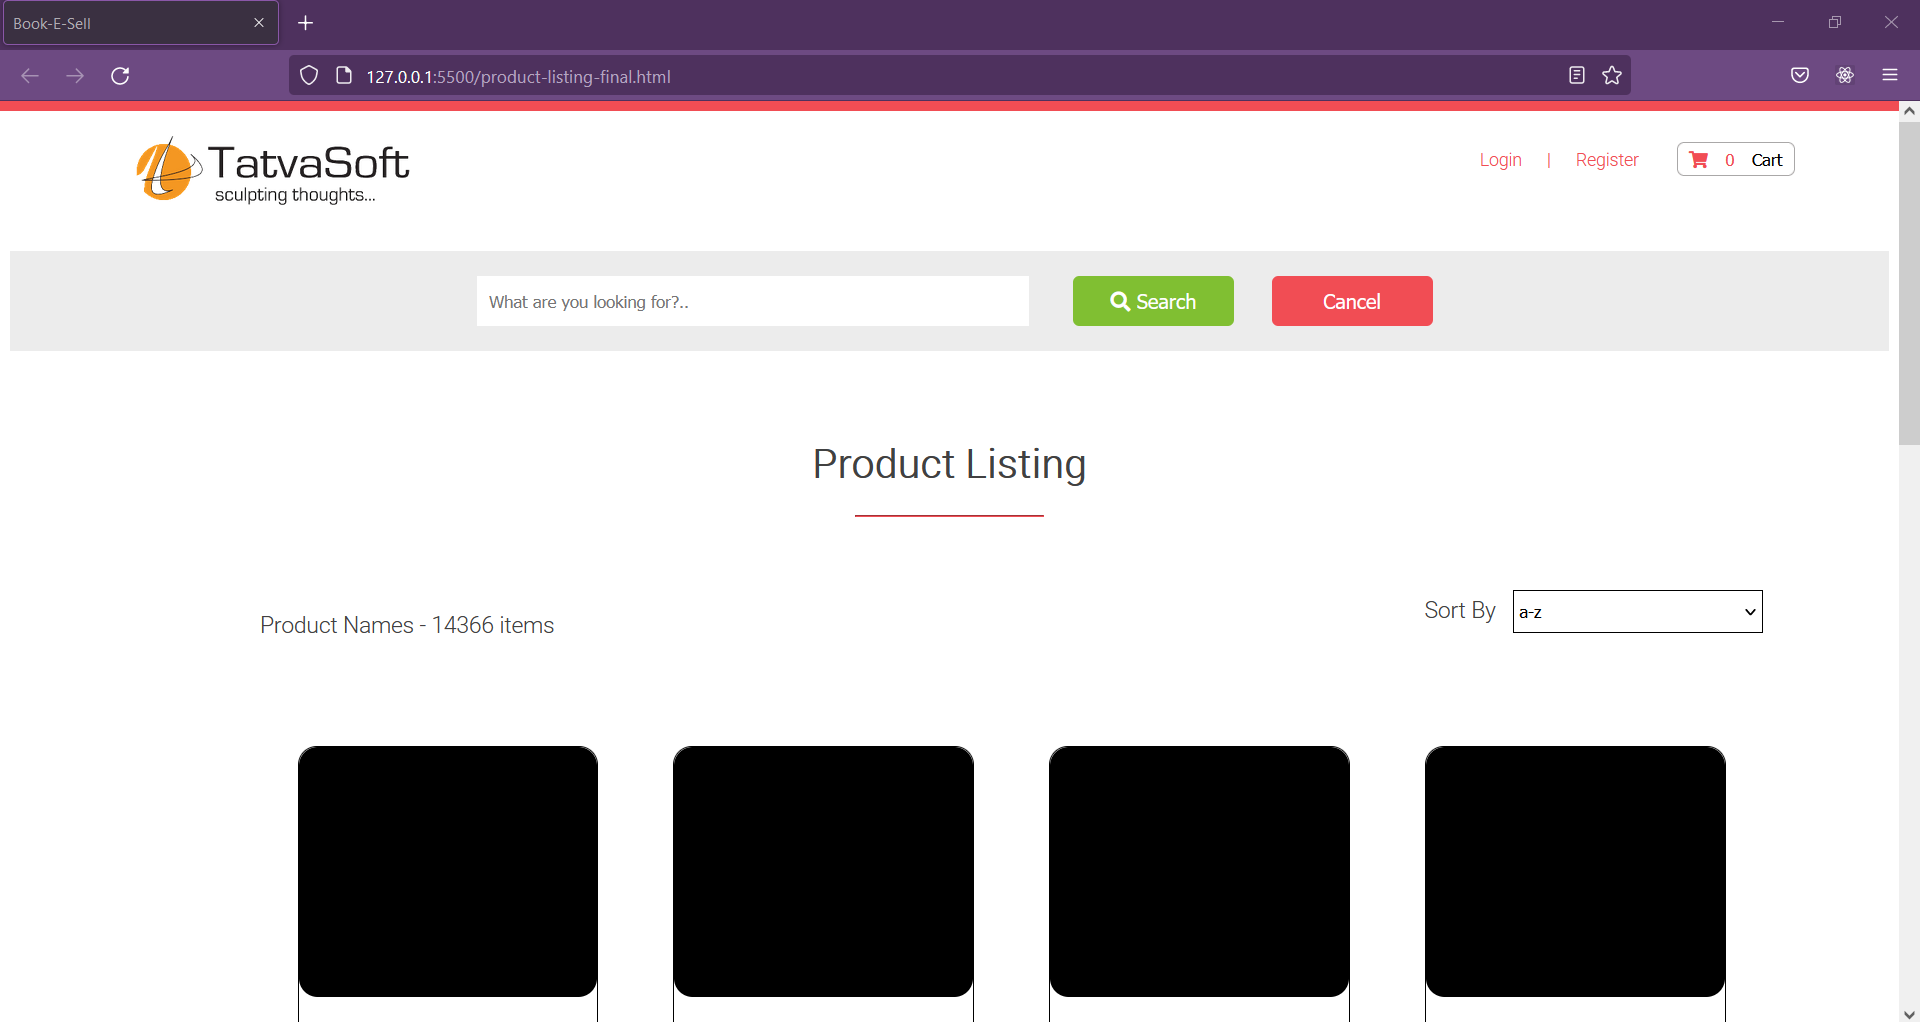 Book-E-Sell
127.0.0.1:5500/product-listing-final.html
TatvaSoft
sculpting thoughts...
Login | Register 0 Cart
What are you looking for?.. Search Cancel
Product Listing
Product Names - 14366 items
Sort By a-z